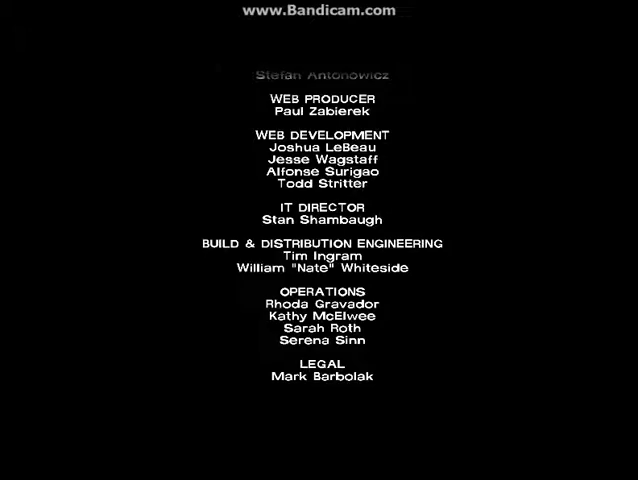 www.Bandicam.com
Stefan Antonowicz
WEB PRODUCER
Paul Zabierek
WEB DEVELOPMENT
Joshua LeBeau
Jesse Wagstaff
Alfonse Surigao
Todd Stritter
IT DIRECTOR
Stan Shambaugh
BUILD & DISTRIBUTION ENGINEERING
Tim Ingram
William "Nate" Whiteside
OPERATIONS
Rhoda Gravador
Kathy McElwee
Sarah Roth
Serena Sinn
LEGAL
Mark Barbolak